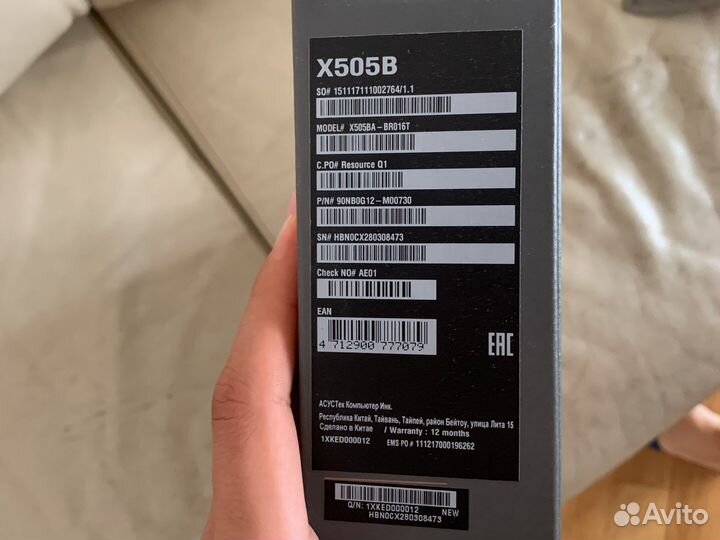 X505B
SO# 151117111002764/1.1
MODEL# X505BA-BR016T
C.PO# Resource Q1
P/N# 90NB0G12-M00730
SN# HBN0CX280308473
Check NO# AE01
EAN
4 712900 777079
EAC
АСУСТек Компьютер Инк.
Республика Китай, Тайвань, Тайпей, район Бейтоу, улица Лита 15
Сделано в Китае / Warranty: 12 months
1XKED000012 EMS PO # 111217000196262
Q/N: 1XKED000012 NEW
HBN0CX280308473
Avito